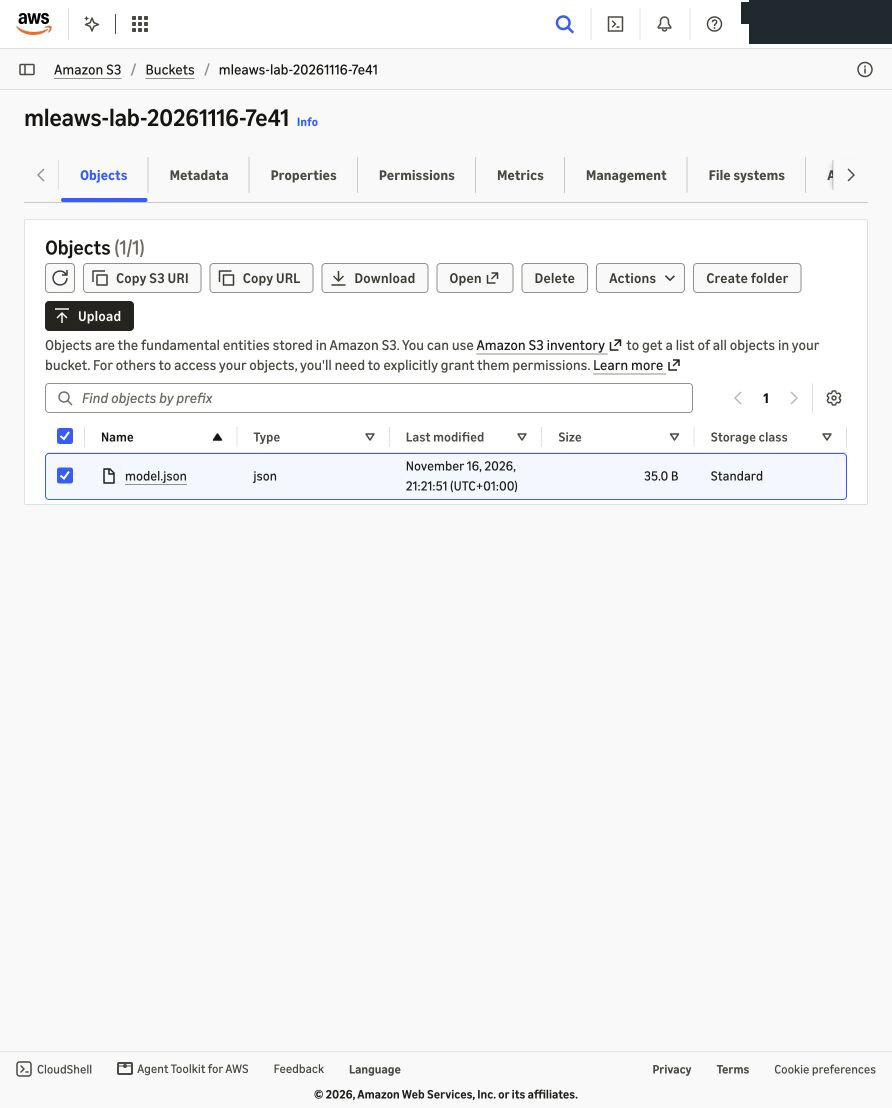 aws
Amazon S3 / Buckets / mleaws-lab-20261116-7e41
mleaws-lab-20261116-7e41 Info
Objects Metadata Properties Permissions Metrics Management File systems
Objects (1/1)
Copy S3 URI Copy URL Download Open Delete Actions Create folder
Upload
Objects are the fundamental entities stored in Amazon S3. You can use Amazon S3 inventory to get a list of all objects in your
bucket. For others to access your objects, you'll need to explicitly grant them permissions. Learn more
Find objects by prefix 1
Name Type Last modified Size Storage class
model.json json November 16, 2026, 35.0 B Standard
21:21:51 (UTC+01:00)
CloudShell Agent Toolkit for AWS Feedback Language Privacy Terms Cookie preferences
© 2026, Amazon Web Services, Inc. or its affiliates.